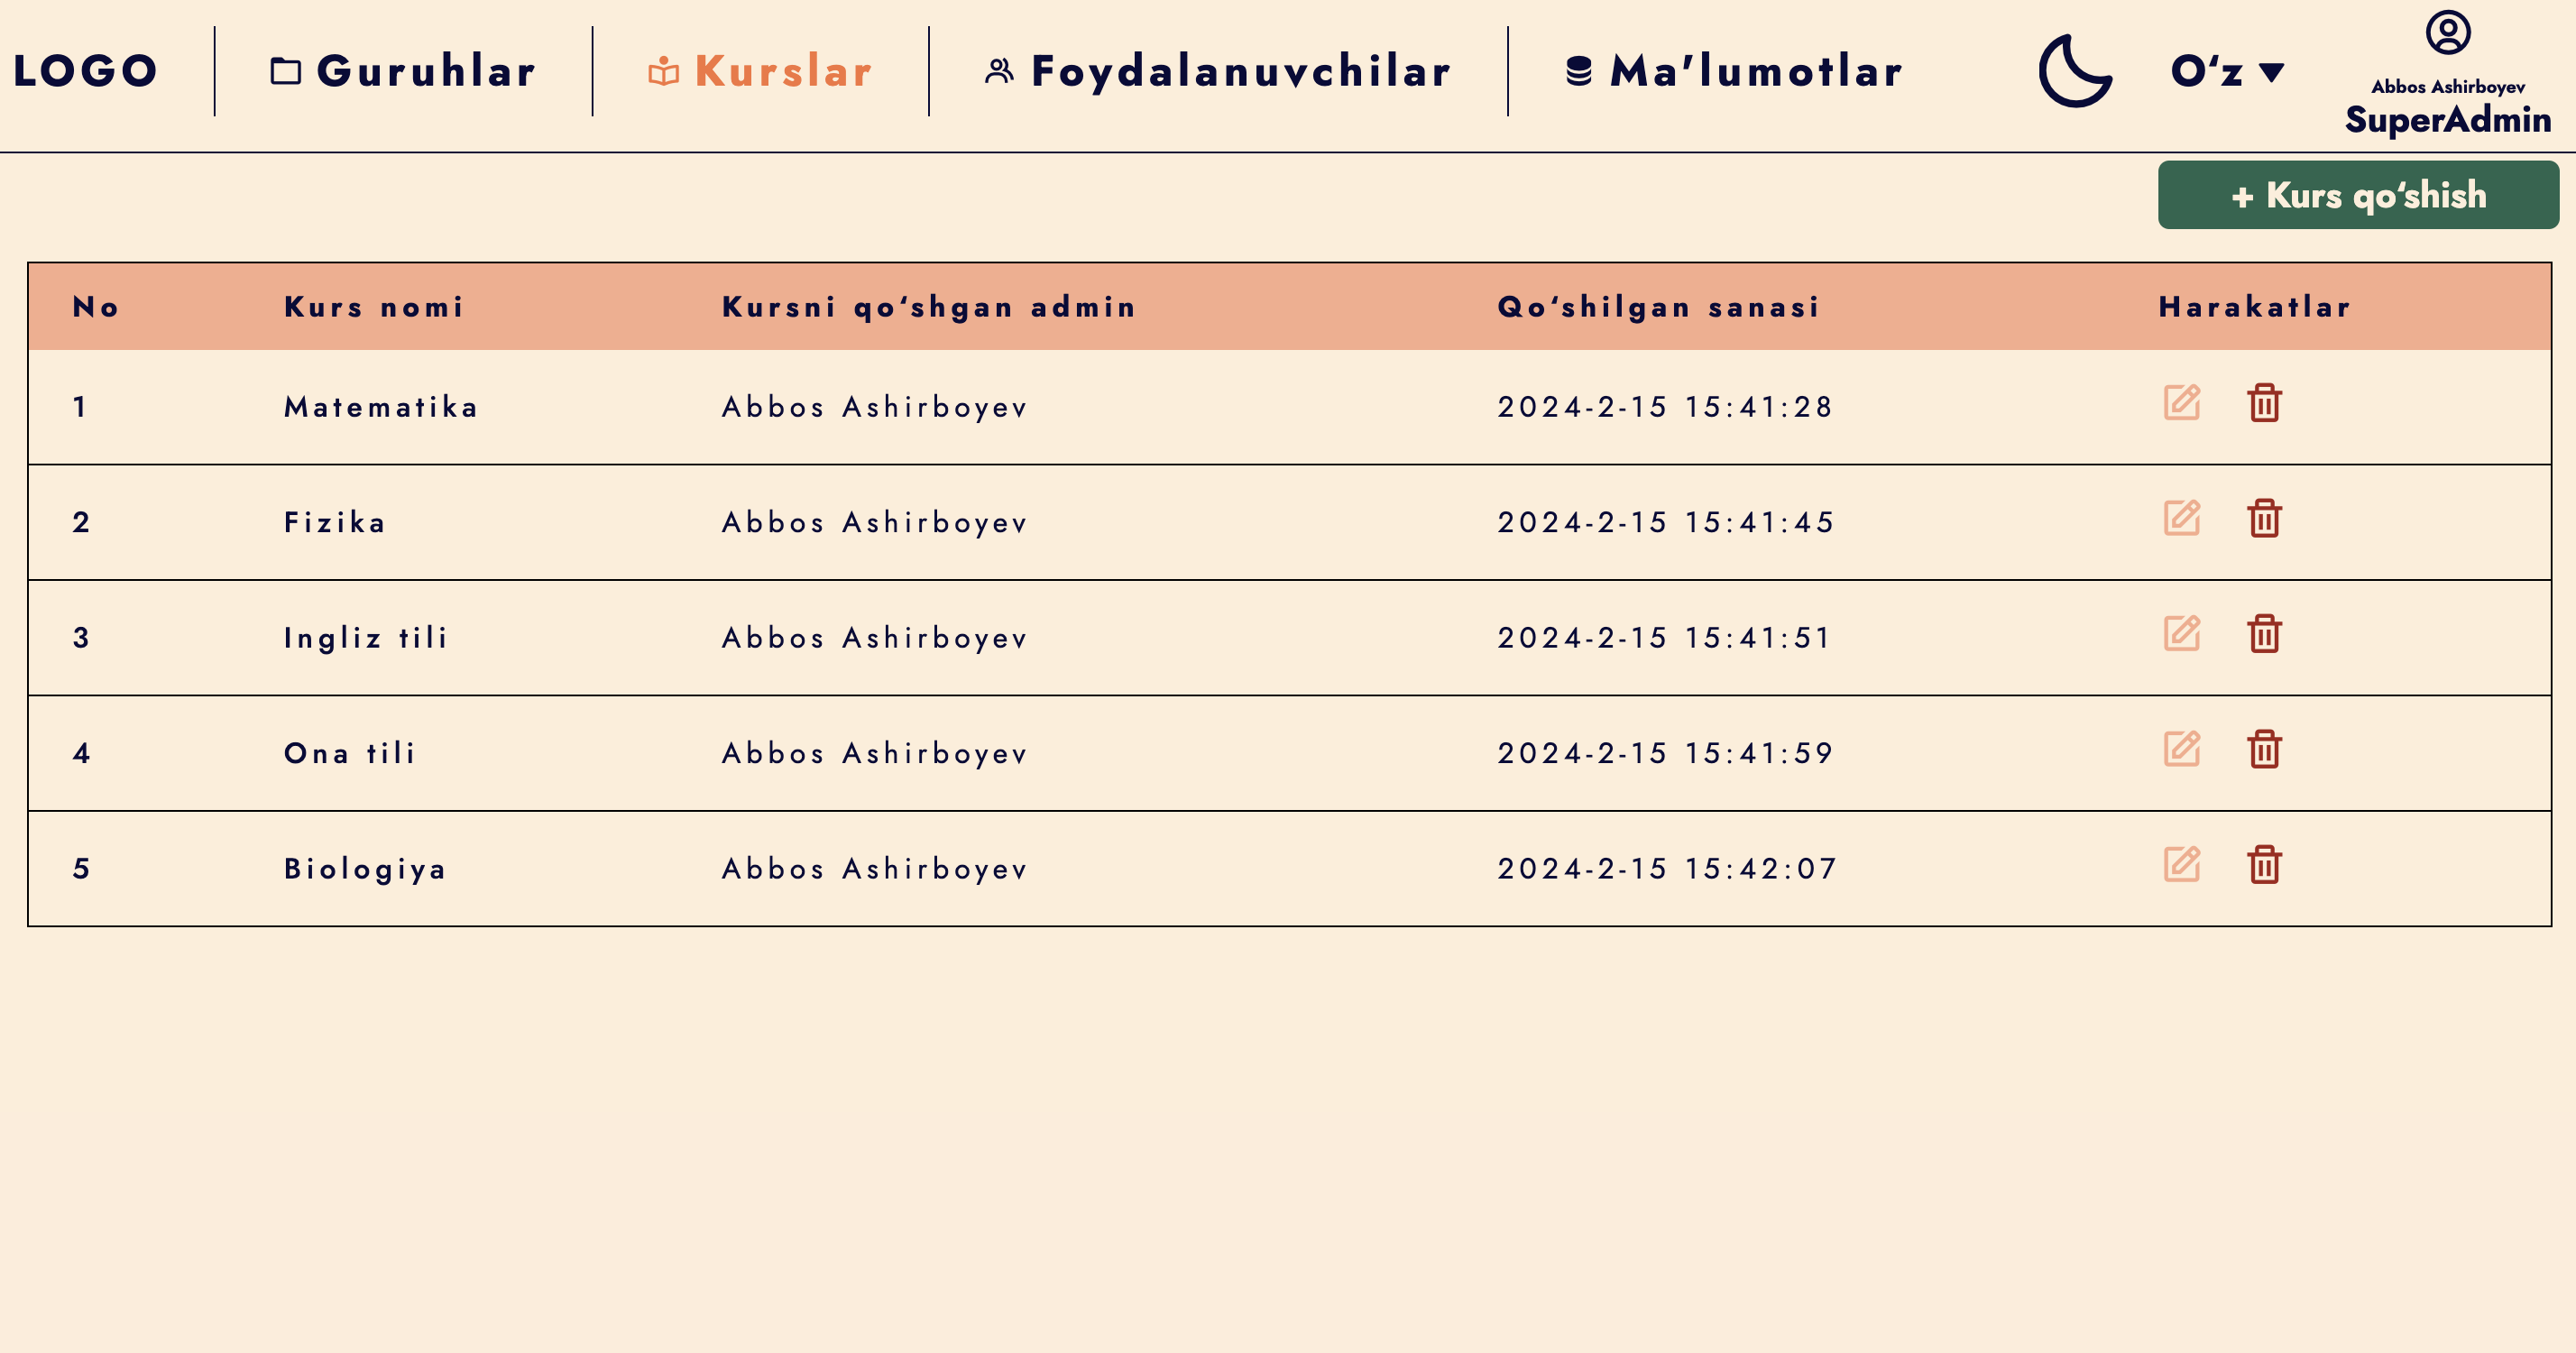 LOGO Guruhlar Kurslar Foydalanuvchilar Ma'lumotlar O‘z
Abbos Ashirboyev
SuperAdmin
+ Kurs qo‘shish
No Kurs nomi Kursni qo‘shgan admin Qo‘shilgan sanasi Harakatlar
1 Matematika Abbos Ashirboyev 2024-2-15 15:41:28
2 Fizika Abbos Ashirboyev 2024-2-15 15:41:45
3 Ingliz tili Abbos Ashirboyev 2024-2-15 15:41:51
4 Ona tili Abbos Ashirboyev 2024-2-15 15:41:59
5 Biologiya Abbos Ashirboyev 2024-2-15 15:42:07